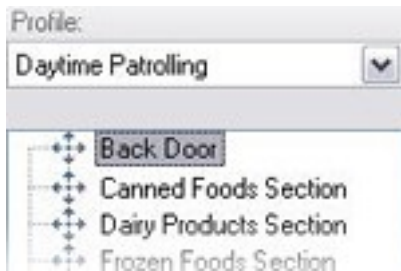 Profile:
Daytime Patrolling
Back Door
Canned Foods Section
Dairy Products Section
Frozen Foods Section